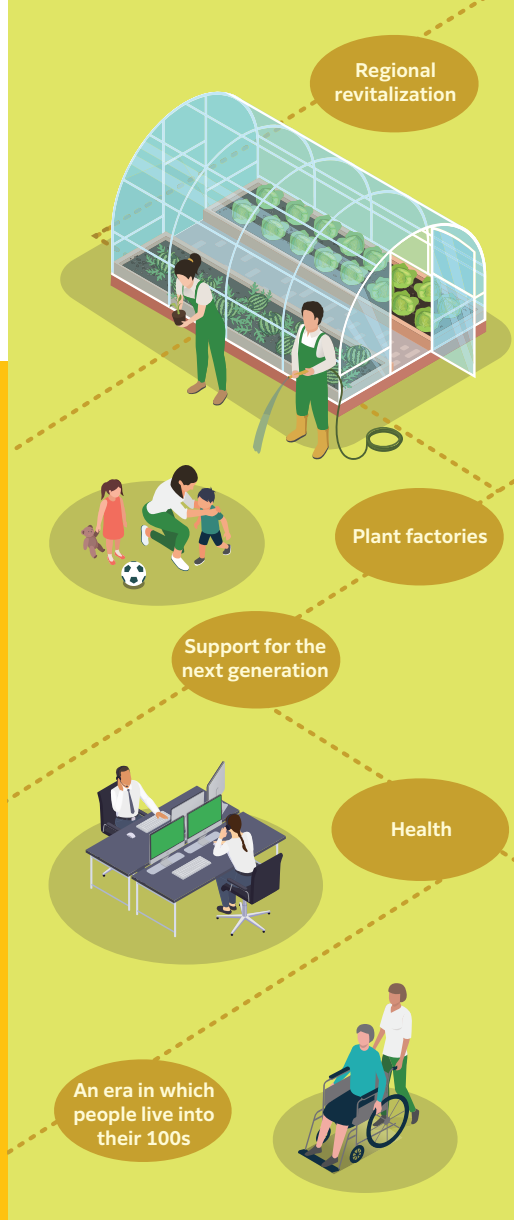 Regional
revitalization
Plant factories
Support for the
next generation
Health
An era in which
people live into
their 100s